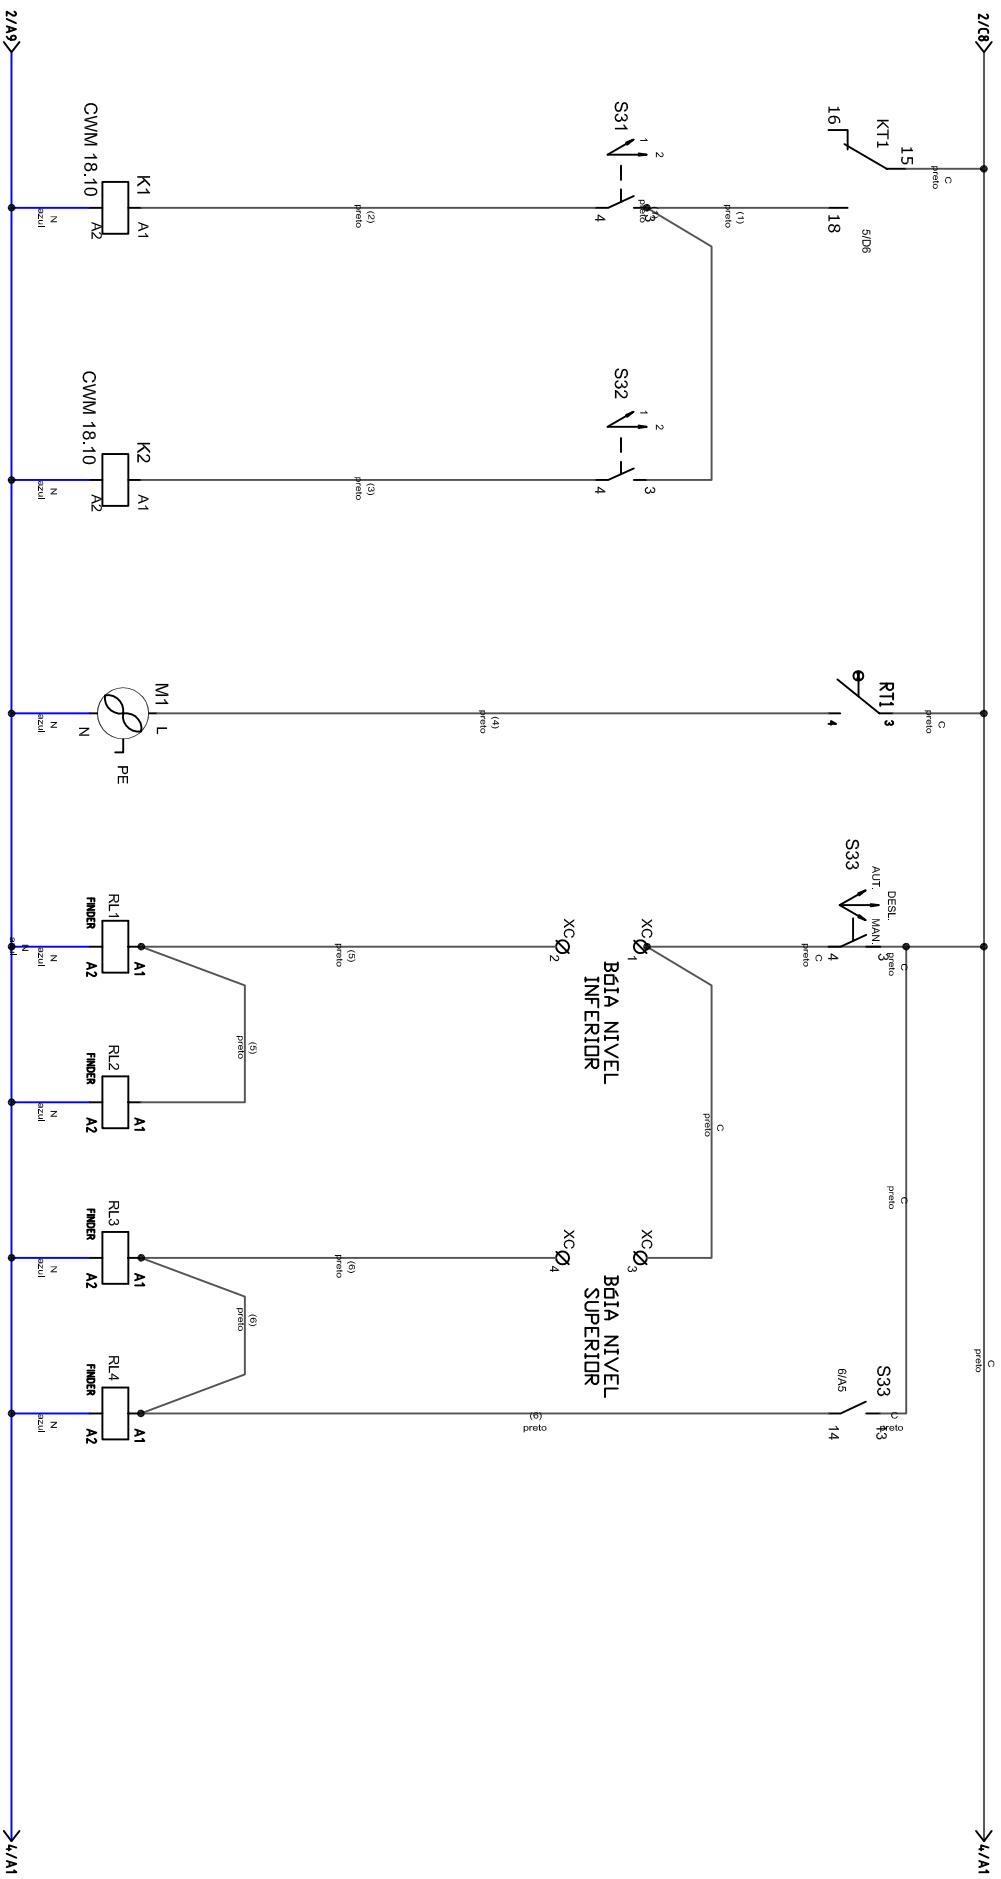 2/C8
2/A9
15
KT1
16
C
preto
18
5/D6
(1)
preto
S31
1
2
3
4
(2)
preto
K1
CWM 18.10
A1
A2
N
azul
S32
1
2
3
4
(3)
preto
K2
CWM 18.10
A1
A2
N
azul
RT1
3
4
C
preto
(4)
preto
M1
L
N
PE
N
azul
S33
AUT.
DESL.
MAN.
3
4
C
preto
C
preto
XC
1
BóIA NIVEL
INFERIOR
XC
2
(5)
preto
RL1
FINDER
A1
A2
N
azul
(5)
preto
RL2
FINDER
A1
A2
N
azul
C
preto
XC
3
BóIA NIVEL
SUPERIOR
XC
4
(6)
preto
RL3
FINDER
A1
A2
N
azul
(6)
preto
C
preto
S33
6/A5
13
14
C
preto
(6)
preto
RL4
FINDER
A1
A2
N
azul
C
preto
4/A1
4/A1